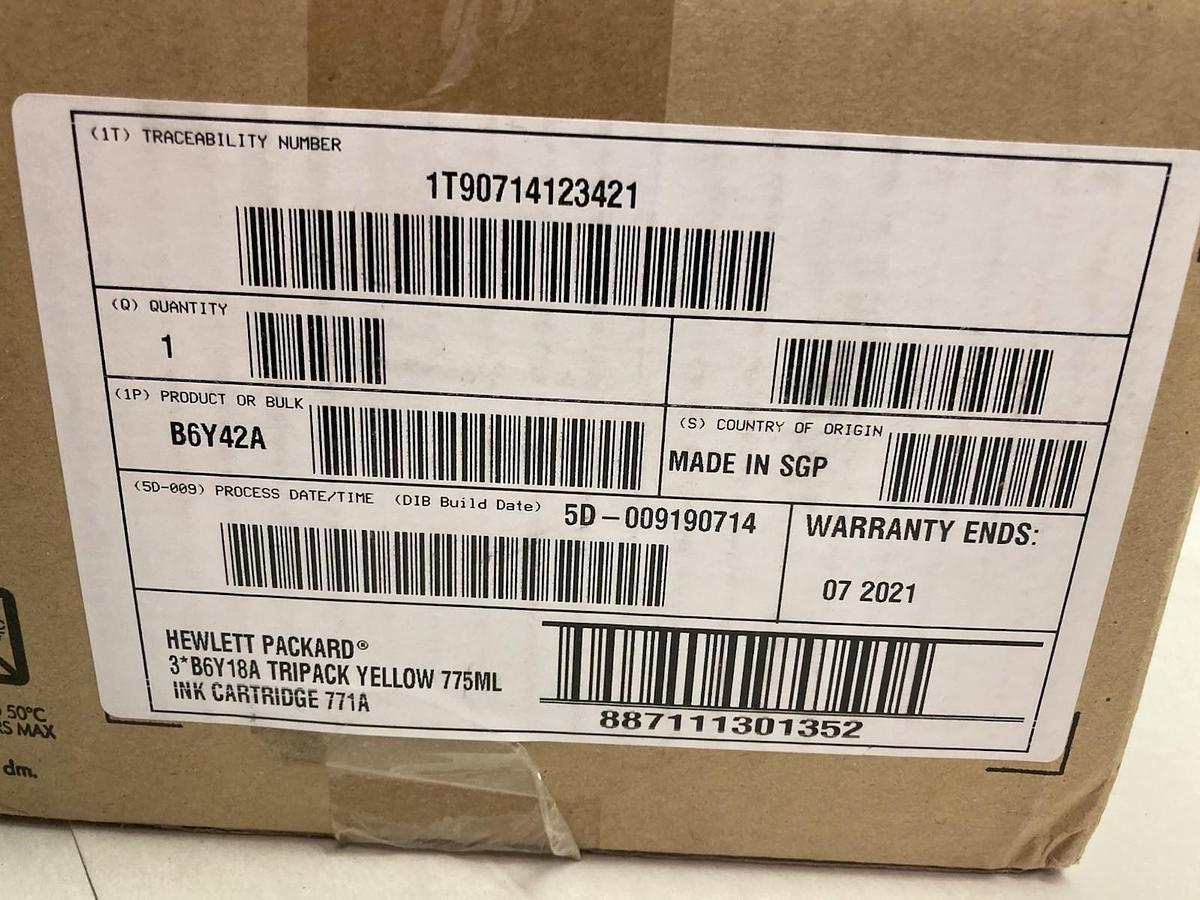 (1T) TRACEABILITY NUMBER
1T90714123421
(Q) QUANTITY
1
(1P) PRODUCT OR BULK
B6Y42A
(S) COUNTRY OF ORIGIN
MADE IN SGP
(5D-009) PROCESS DATE/TIME (DIB Build Date) 5D-009190714
WARRANTY ENDS:
07 2021
HEWLETT PACKARD®
3*B6Y18A TRIPACK YELLOW 775ML
INK CARTRIDGE 771A
887111301352
50°C
MAX
dm.